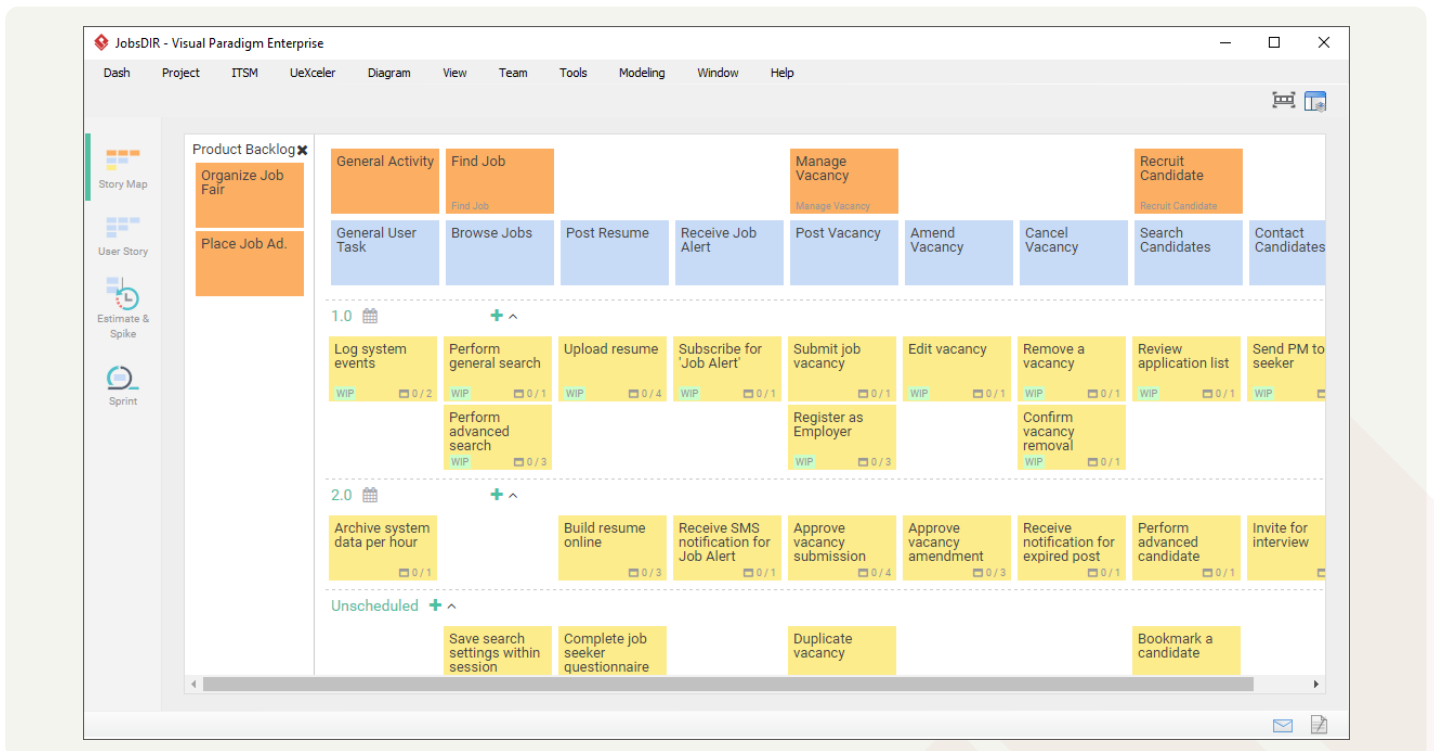 JobsDIR - Visual Paradigm Enterprise
Dash Project ITSM UeXceler Diagram View Team Tools Modeling Window Help
Story Map
User Story
Estimate &
Spike
Sprint
Product Backlog
Organize Job
Fair
Place Job Ad.
General Activity
Find Job
Find Job
Manage
Vacancy
Manage Vacancy
Recruit
Candidate
Recruit Candidate
General User
Task
Browse Jobs
Post Resume
Receive Job
Alert
Post Vacancy
Amend
Vacancy
Cancel
Vacancy
Search
Candidates
Contact
Candidates
1.0
Log system
events
WIP 0/2
Perform
general search
WIP 0/1
Upload resume
WIP 0/4
Subscribe for
'Job Alert'
WIP 0/1
Submit job
vacancy
0/1
Edit vacancy
WIP 0/1
Remove a
vacancy
WIP 0/1
Review
application list
WIP 0/1
Send PM to
seeker
WIP
Perform
advanced
search
WIP 0/3
Register as
Employer
WIP 0/3
Confirm
vacancy
removal
WIP 0/1
2.0
Archive system
data per hour
0/1
Build resume
online
0/3
Receive SMS
notification for
Job Alert
0/1
Approve
vacancy
submission
0/4
Approve
vacancy
amendment
0/3
Receive
notification for
expired post
0/1
Perform
advanced
candidate
0/1
Invite for
interview
Unscheduled
Save search
settings within
session
Complete job
seeker
questionnaire
Duplicate
vacancy
Bookmark a
candidate